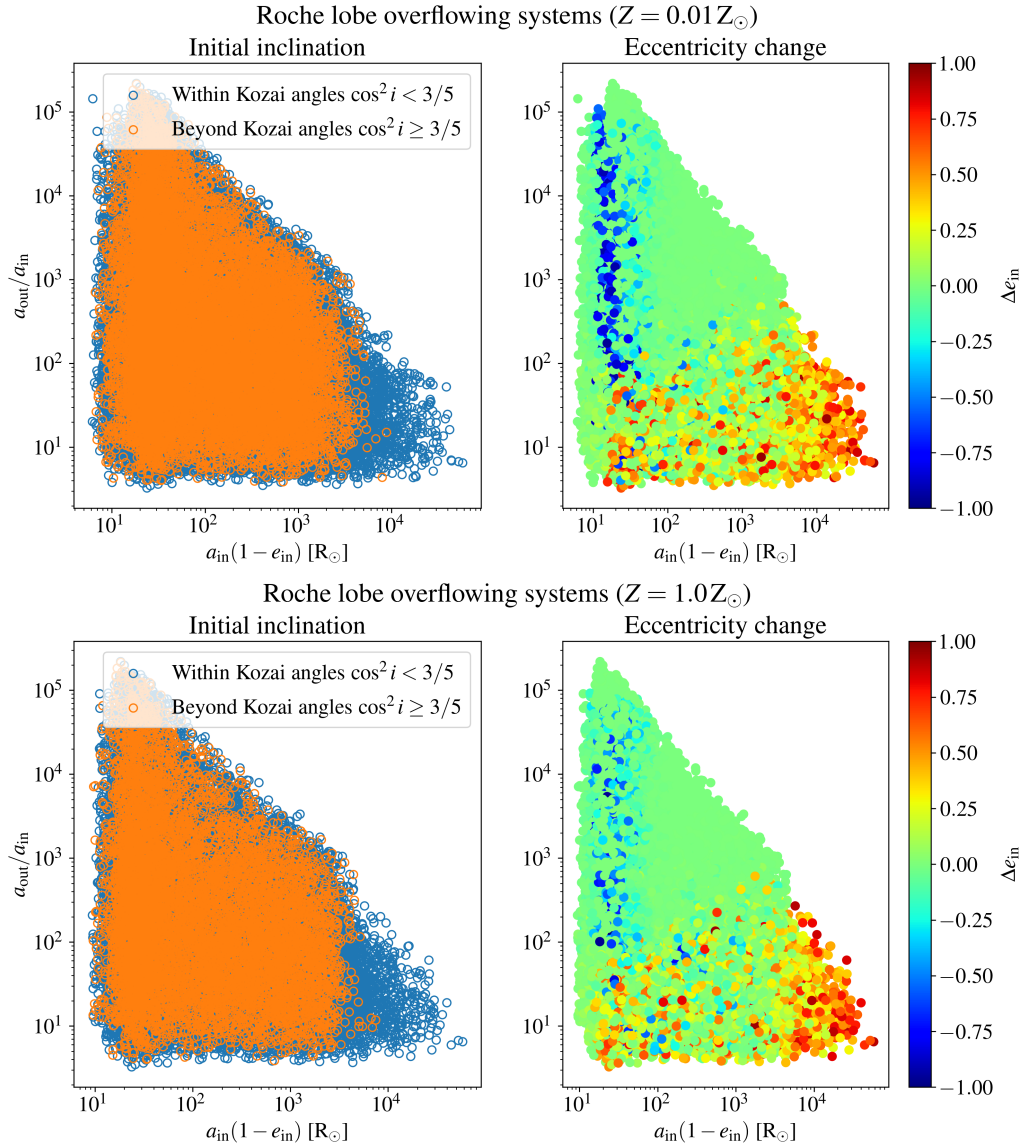 Roche lobe overflowing systems (Z = 0.01 Z⊙)
Initial inclination
Within Kozai angles cos² i < 3/5
Beyond Kozai angles cos² i ≥ 3/5
10⁵
10⁴
10³
10²
10¹
a_out/a_in
10¹ 10² 10³ 10⁴
a_in(1 − e_in) [R⊙]
Eccentricity change
10⁵
10⁴
10³
10²
10¹
10¹ 10² 10³ 10⁴
a_in(1 − e_in) [R⊙]
1.00
0.75
0.50
0.25
0.00
−0.25
−0.50
−0.75
−1.00
Δe_in
Roche lobe overflowing systems (Z = 1.0 Z⊙)
Initial inclination
Within Kozai angles cos² i < 3/5
Beyond Kozai angles cos² i ≥ 3/5
10⁵
10⁴
10³
10²
10¹
a_out/a_in
10¹ 10² 10³ 10⁴
a_in(1 − e_in) [R⊙]
Eccentricity change
10⁵
10⁴
10³
10²
10¹
10¹ 10² 10³ 10⁴
a_in(1 − e_in) [R⊙]
1.00
0.75
0.50
0.25
0.00
−0.25
−0.50
−0.75
−1.00
Δe_in